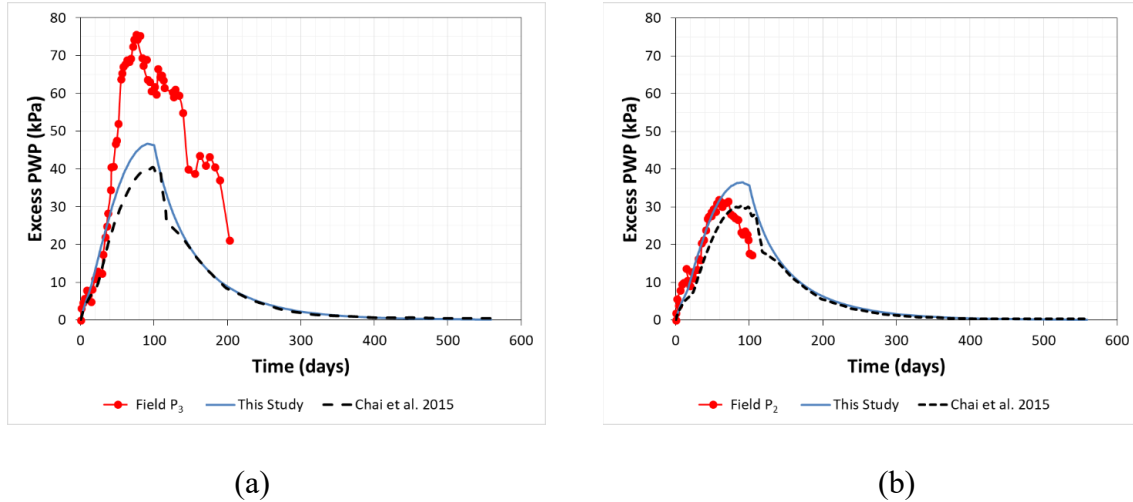 80
70
60
50
40
30
20
10
0
Excess PWP (kPa)
0 100 200 300 400 500 600
Time (days)
Field P₃ This Study Chai et al. 2015
(a)
80
70
60
50
40
30
20
10
0
Excess PWP (kPa)
0 100 200 300 400 500 600
Time (days)
Field P₂ This Study Chai et al. 2015
(b)